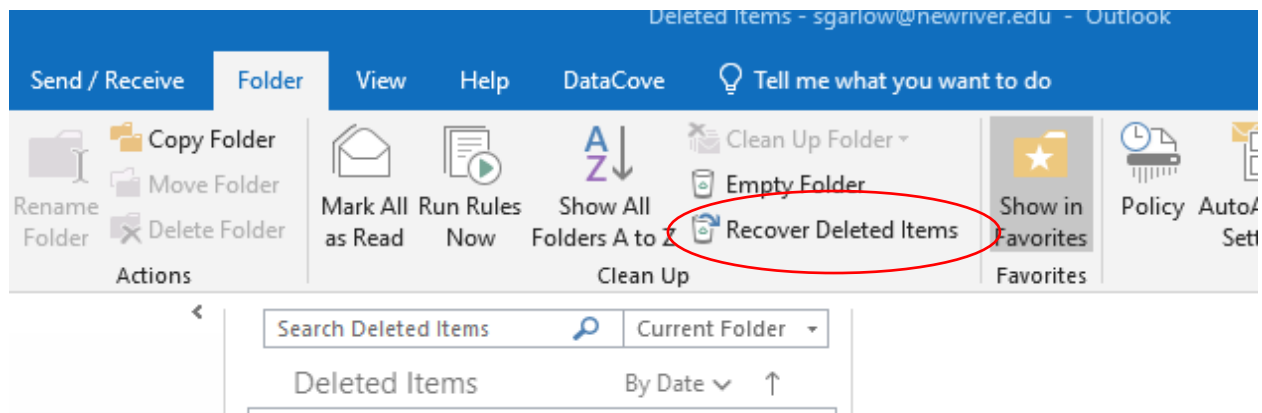 Deleted Items - sgarlow@newriver.edu - Outlook
Send / Receive Folder View Help DataCove Tell me what you want to do
Copy Folder
Move Folder
Delete Folder
Rename
Folder
Actions
Mark All
as Read
Run Rules
Now
A
Z
Show All
Folders A to Z
Clean Up Folder
Empty Folder
Recover Deleted Items
Clean Up
Show in
Favorites
Favorites
Policy
Search Deleted Items
Current Folder
Deleted Items
By Date